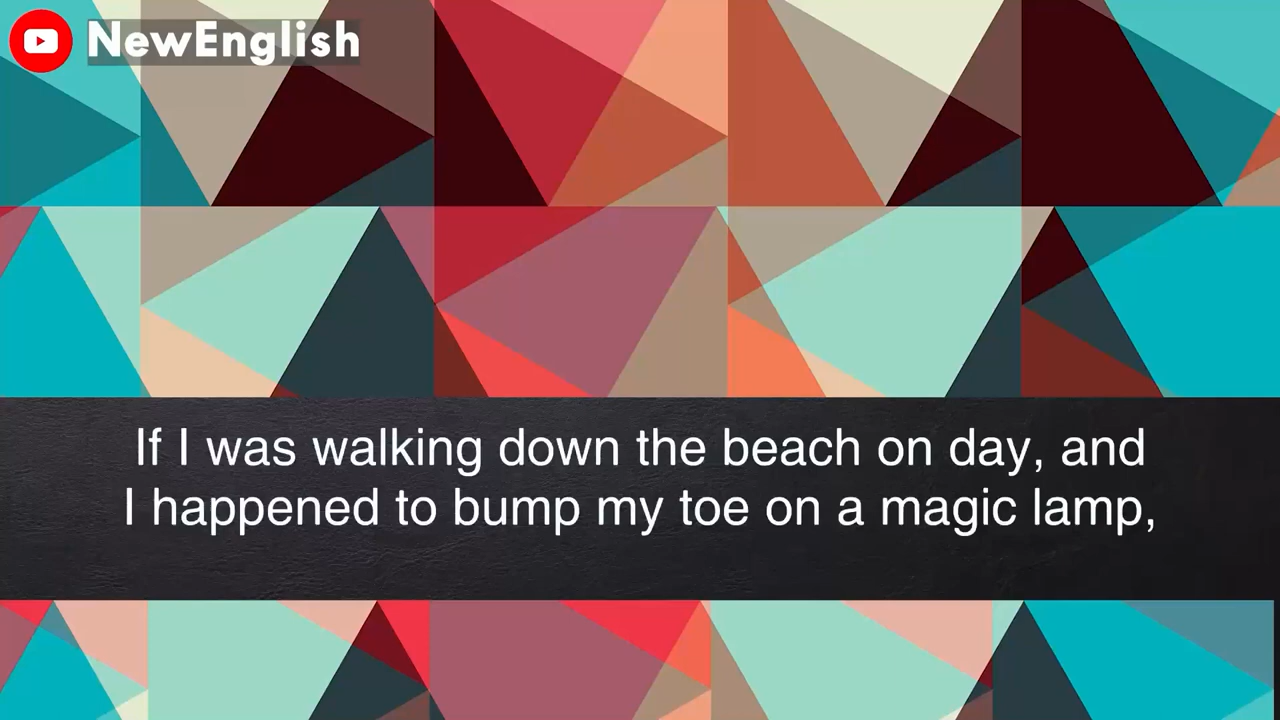 NewEnglish
If I was walking down the beach on day, and
I happened to bump my toe on a magic lamp,